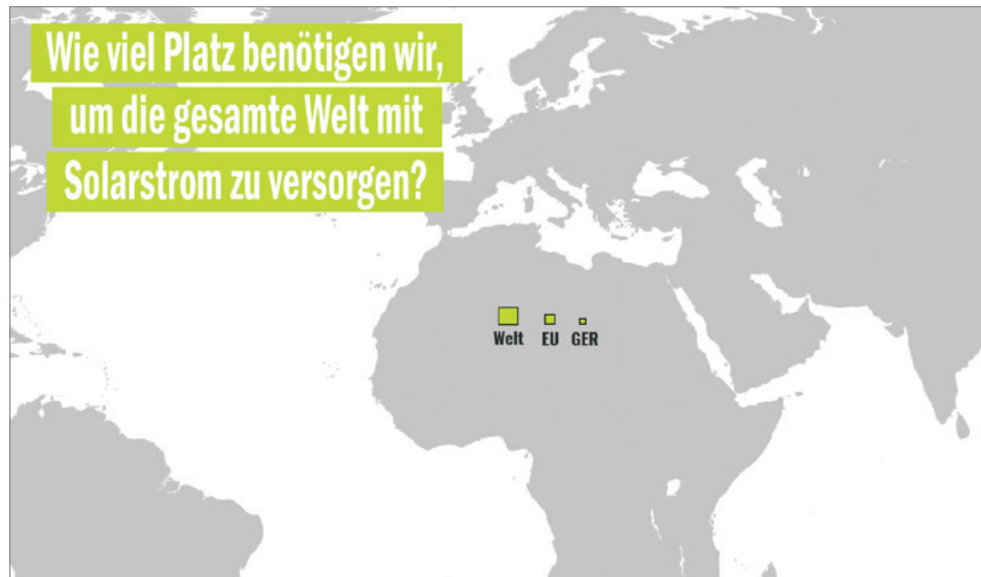 Wie viel Platz benötigen wir,
um die gesamte Welt mit
Solarstrom zu versorgen?
Welt EU GER